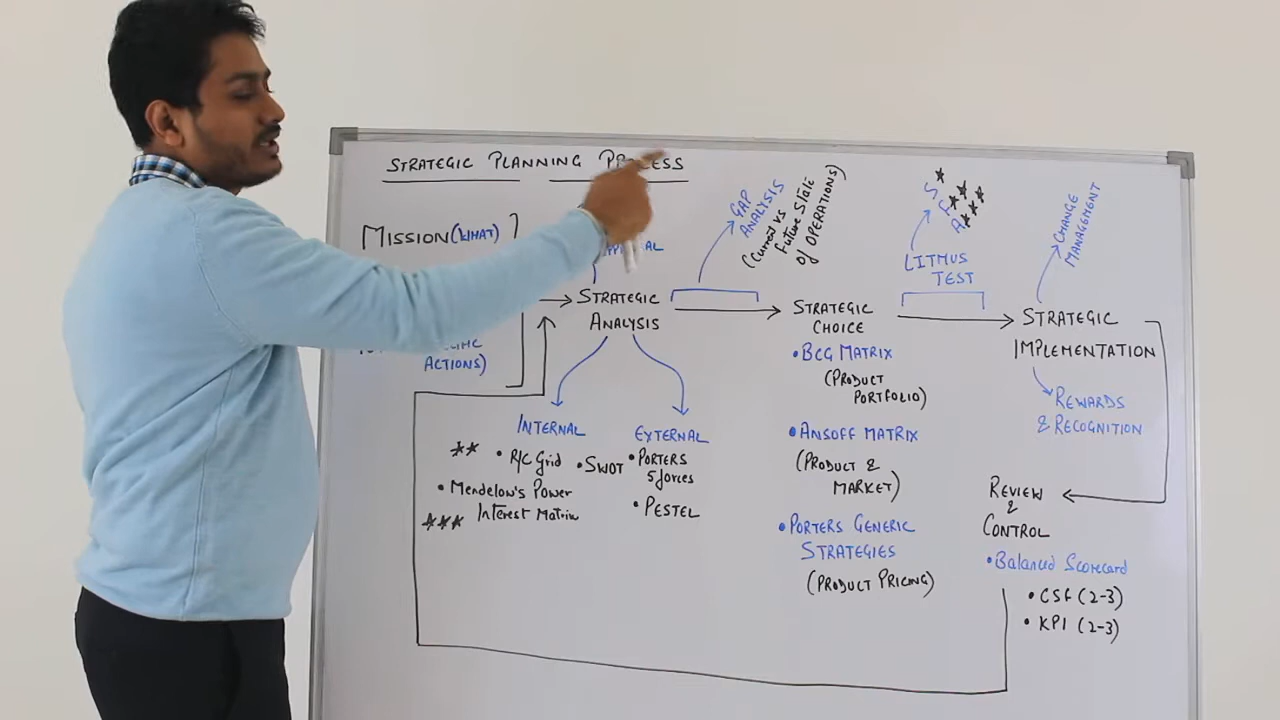 STRATEGIC PLANNING PROCESS
MISSION (WHAT)
ACTIONS)
STRATEGIC
ANALYSIS
INTERNAL
** • R/C Grid
• Mendelow's Power
Interest Matrix
***
• SWOT
EXTERNAL
• PORTERS
5 forces
• PESTEL
GAP
ANALYSIS
(Current vs
Future State
of OPERATIONS)
STRATEGIC
CHOICE
• BCG MATRIX
(PRODUCT
PORTFOLIO)
• ANSOFF MATRIX
(PRODUCT &
MARKET)
• PORTERS GENERIC
STRATEGIES
(PRODUCT PRICING)
S *
F **
A ***
LITMUS
TEST
CHANGE
MANAGEMENT
STRATEGIC
IMPLEMENTATION
REWARDS
& RECOGNITION
REVIEW
&
CONTROL
• Balanced Scorecard
• CSF (2-3)
• KPI (2-3)